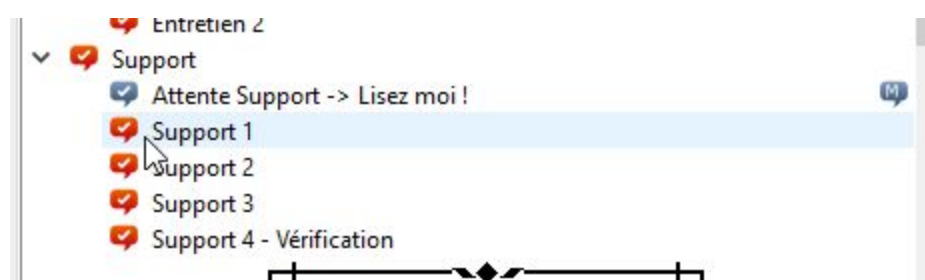 Entretien 2
Support
Attente Support -> Lisez moi !
M
Support 1
Support 2
Support 3
Support 4 - Vérification